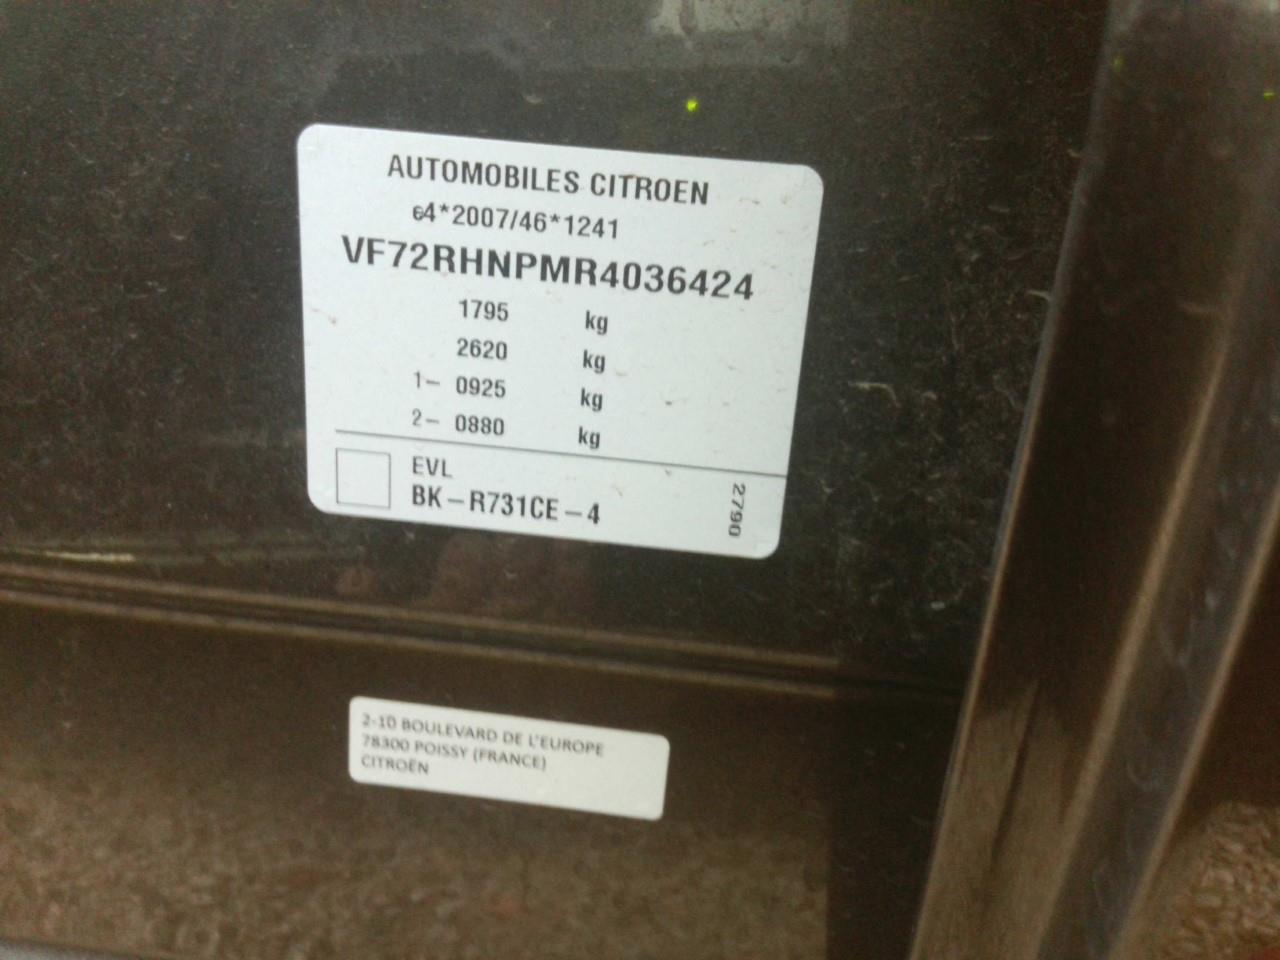 AUTOMOBILES CITROEN
e4*2007/46*1241
VF72RHNPMR4036424
1795 kg
2620 kg
1- 0925 kg
2- 0880 kg
EVL
BK-R731CE-4
2790
2-10 BOULEVARD DE L'EUROPE
78300 POISSY (FRANCE)
CITROËN